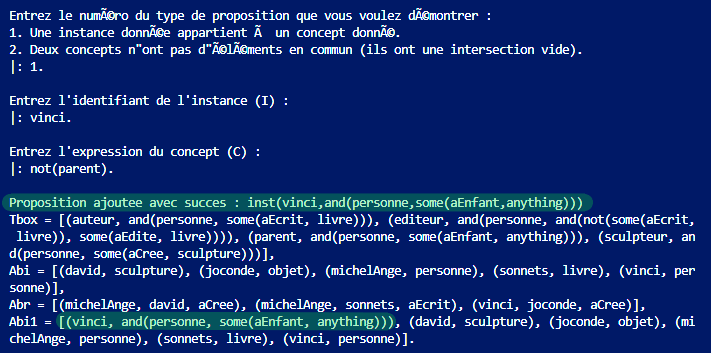 Entrez le numÃ©ro du type de proposition que vous voulez dÃ©montrer :
1. Une instance donnÃ©e appartient Ã  un concept donnÃ©.
2. Deux concepts n"ont pas d"Ã©lÃ©ments en commun (ils ont une intersection vide).
|: 1.
Entrez l'identifiant de l'instance (I) :
|: vinci.
Entrez l'expression du concept (C) :
|: not(parent).
Proposition ajoutee avec succes : inst(vinci,and(personne,some(aEnfant,anything)))
Tbox = [(auteur, and(personne, some(aEcrit, livre))), (editeur, and(personne, and(not(some(aEcrit,
livre)), some(aEdite, livre)))), (parent, and(personne, some(aEnfant, anything))), (sculpteur, an
d(personne, some(aCree, sculpture)))],
Abi = [(david, sculpture), (joconde, objet), (michelAnge, personne), (sonnets, livre), (vinci, per
sonne)],
Abr = [(michelAnge, david, aCree), (michelAnge, sonnets, aEcrit), (vinci, joconde, aCree)],
Abi1 = [(vinci, and(personne, some(aEnfant, anything))), (david, sculpture), (joconde, objet), (mi
chelAnge, personne), (sonnets, livre), (vinci, personne)].